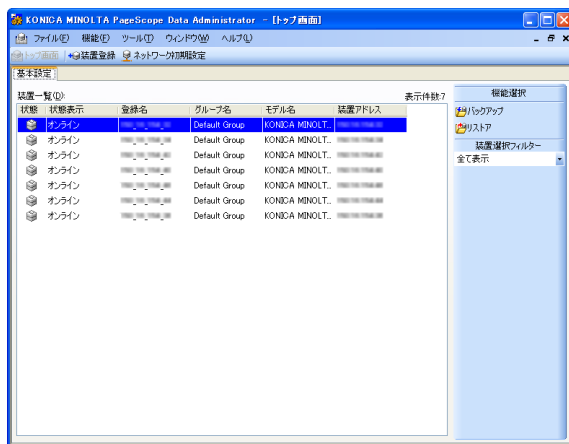 KONICA MINOLTA PageScope Data Administrator - [トップ画面]
ファイル(F) 機能(E) ツール(T) ウィンドウ(W) ヘルプ(L)
トップ画面 装置登録 ネットワーク初期設定
基本設定
装置一覧(D): 表示件数:7
状態 状態表示 登録名 グループ名 モデル名 装置アドレス
オンライン Default Group KONICA MINOLT...
オンライン Default Group KONICA MINOLT...
オンライン Default Group KONICA MINOLT...
オンライン Default Group KONICA MINOLT...
オンライン Default Group KONICA MINOLT...
オンライン Default Group KONICA MINOLT...
オンライン Default Group KONICA MINOLT...
機能選択
バックアップ
リストア
装置選択フィルター
全て表示